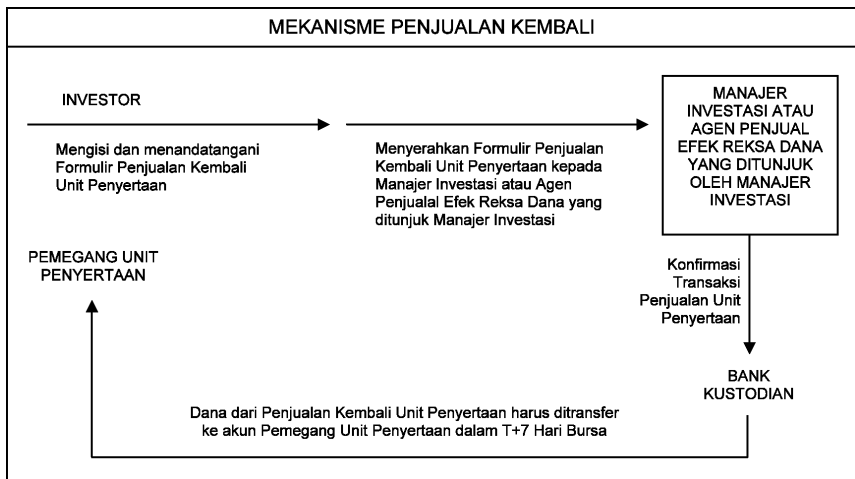 MEKANISME PENJUALAN KEMBALI
INVESTOR
Mengisi dan menandatangani
Formulir Penjualan Kembali
Unit Penyertaan
Menyerahkan Formulir Penjualan
Kembali Unit Penyertaan kepada
Manajer Investasi atau Agen
Penjualal Efek Reksa Dana yang
ditunjuk Manajer Investasi
MANAJER
INVESTASI ATAU
AGEN PENJUAL
EFEK REKSA DANA
YANG DITUNJUK
OLEH MANAJER
INVESTASI
PEMEGANG UNIT
PENYERTAAN
Konfirmasi
Transaksi
Penjualan Unit
Penyertaan
BANK
KUSTODIAN
Dana dari Penjualan Kembali Unit Penyertaan harus ditransfer
ke akun Pemegang Unit Penyertaan dalam T+7 Hari Bursa